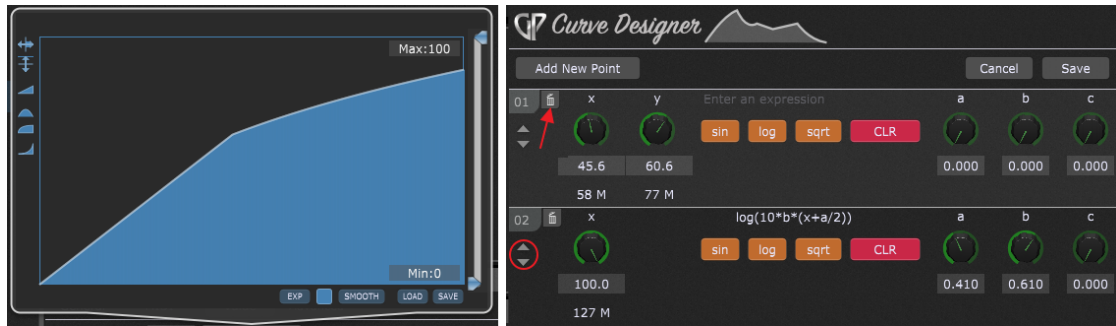 Max:100
Min:0
EXP SMOOTH LOAD SAVE
GP Curve Designer
Add New Point Cancel Save
01 x y Enter an expression a b c
sin log sqrt CLR
45.6 60.6 0.000 0.000 0.000
58 M 77 M
02 x log(10*b*(x+a/2)) a b c
sin log sqrt CLR
100.0 0.410 0.610 0.000
127 M